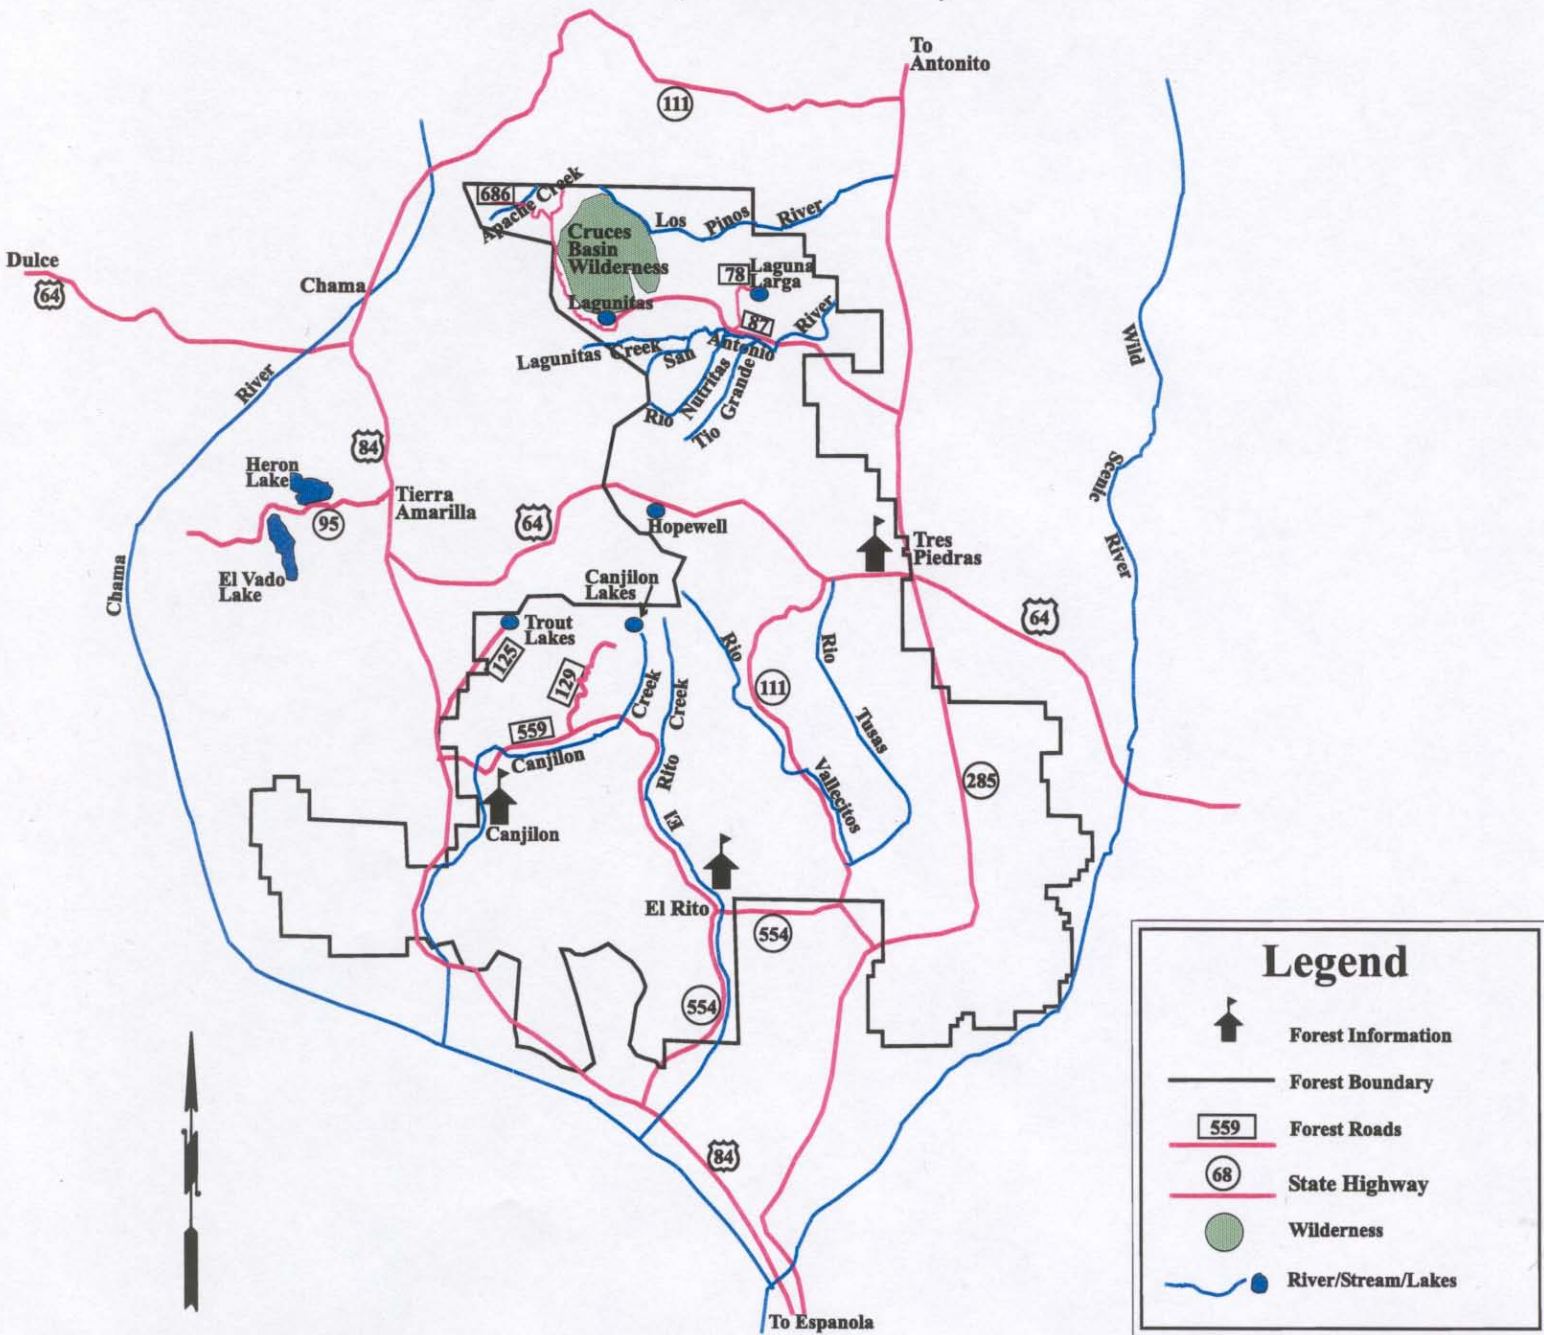 To
Antonito
111
686
Apache Creek
Los Pinos River
Cruces
Basin
Wilderness
Dulce
64
Chama
78
Laguna
Larga
Lagunitas
87
River
San Antonio
Lagunitas Creek
Wild
River
Rio Nutritas
Tio Grande
84
Heron
Lake
Tierra
Amarilla
Scenic
95
64
Hopewell
Tres
Piedras
River
El Vado
Lake
Chama
Canjilon
Lakes
64
Trout
Lakes
125
129
Rio
Rio
111
Creek
Creek
559
Tusas
Canjilon
Rito
Vallecitos
285
El
Canjilon
El Rito
554
554
84
To Espanola
Legend
Forest Information
Forest Boundary
559
Forest Roads
68
State Highway
Wilderness
River/Stream/Lakes